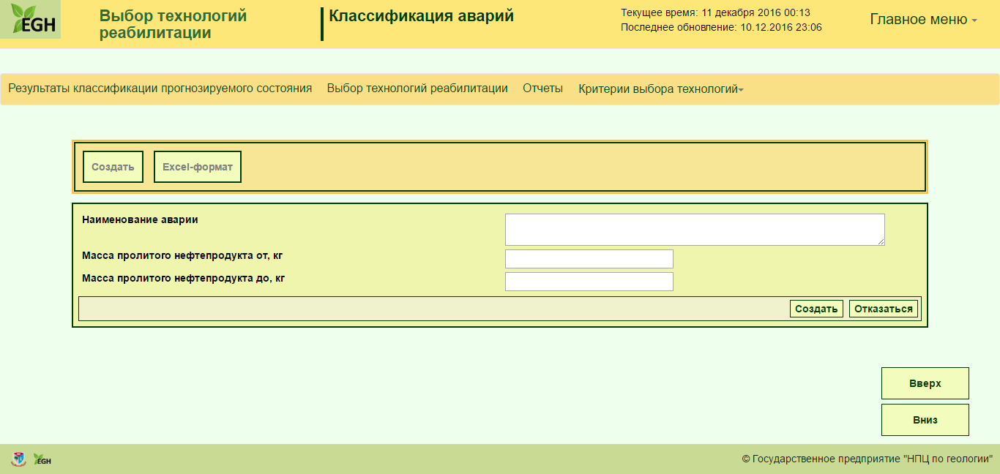 EGH
Выбор технологий
реабилитации
Классификация аварий
Текущее время: 11 декабря 2016 00:13
Последнее обновление: 10.12.2016 23:06
Главное меню
Результаты классификации прогнозируемого состояния Выбор технологий реабилитации Отчеты Критерии выбора технологий
Создать Excel-формат
Наименование аварии
Масса пролитого нефтепродукта от, кг
Масса пролитого нефтепродукта до, кг
Создать Отказаться
Вверх
Вниз
EGH © Государственное предприятие "НПЦ по геологии"